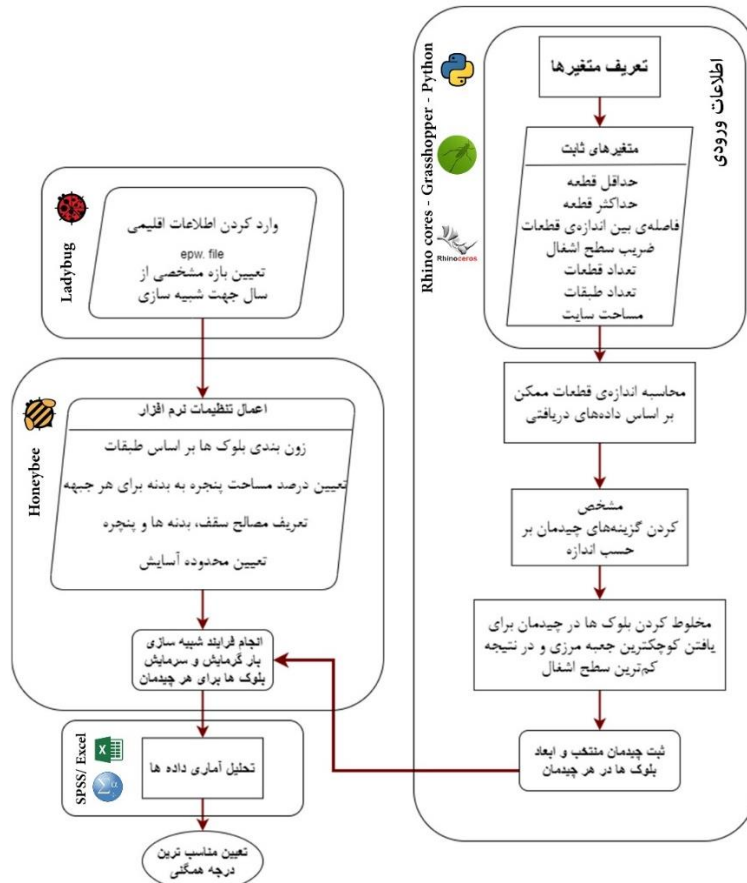 اطلاعات ورودی
تعریف متغیرها
متغیرهای ثابت
حداقل قطعه
حداکثر قطعه
فاصله‌ی بین اندازه‌ی قطعات
ضریب سطح اشغال
تعداد قطعات
تعداد طبقات
مساحت سایت
Rhino cores - Grasshopper - Python
Rhinoceros
محاسبه اندازه‌ی قطعات ممکن
بر اساس داده‌های دریافتی
مشخص
کردن گزینه‌های چیدمان بر
حسب اندازه
مخلوط کردن بلوک ها در چیدمان برای
یافتن کوچکترین جعبه مرزی و در نتیجه
کم‌ترین سطح اشغال
ثبت چیدمان منتخب و ابعاد
بلوک ها در هر چیدمان
Ladybug
وارد کردن اطلاعات اقلیمی
epw. file
تعیین بازه مشخصی از
سال جهت شبیه سازی
Honeybee
اعمال تنظیمات نرم افزار
زون بندی بلوک ها بر اساس طبقات
تعیین درصد مساحت پنجره به بدنه برای هر جبهه
تعریف مصالح سقف، بدنه ها و پنجره
تعیین محدوده آسایش
انجام فرایند شبیه سازی
بار گرمایش و سرمایش
بلوک ها برای هر چیدمان
SPSS/ Excel
X
Σα
تحلیل آماری داده ها
تعیین مناسب ترین
درجه همگنی